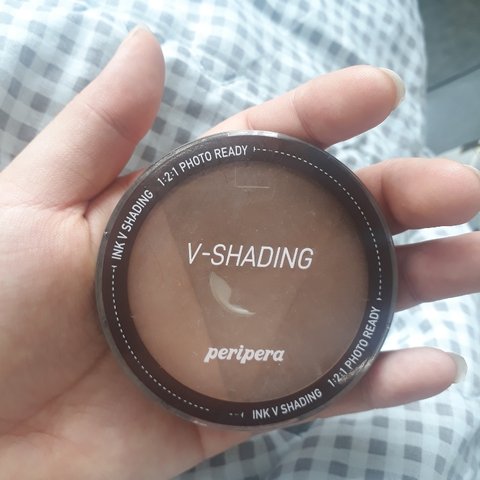 INK V SHADING 1:2:1 PHOTO READY
V-SHADING
peripera
INK V SHADING 1:2:1 PHOTO READY